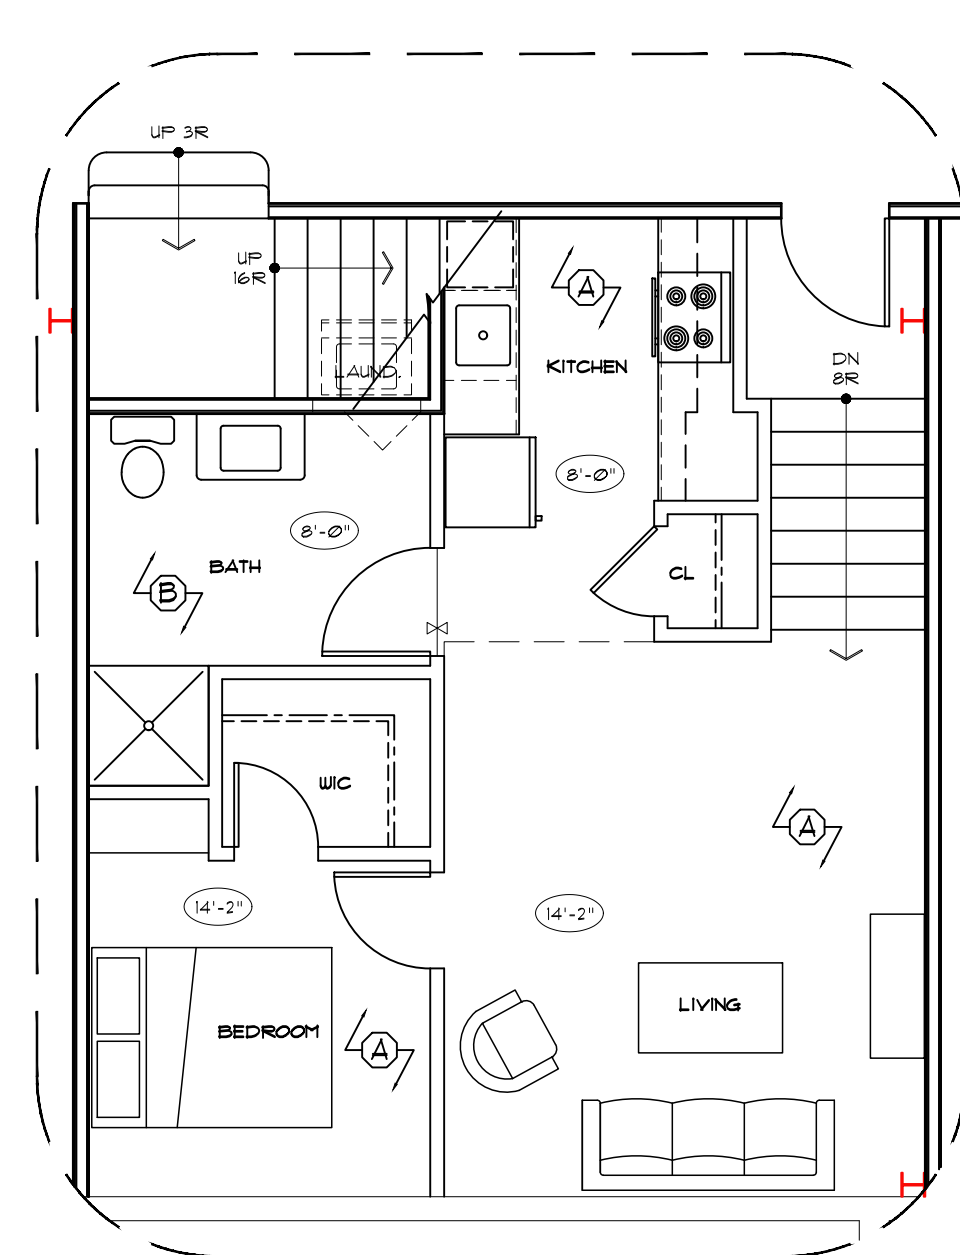 UP 3R
UP
16R
A
LAUND.
KITCHEN
DN
8R
8'-0"
8'-0"
BATH
B
CL
WIC
A
14'-2"
14'-2"
LIVING
BEDROOM
A